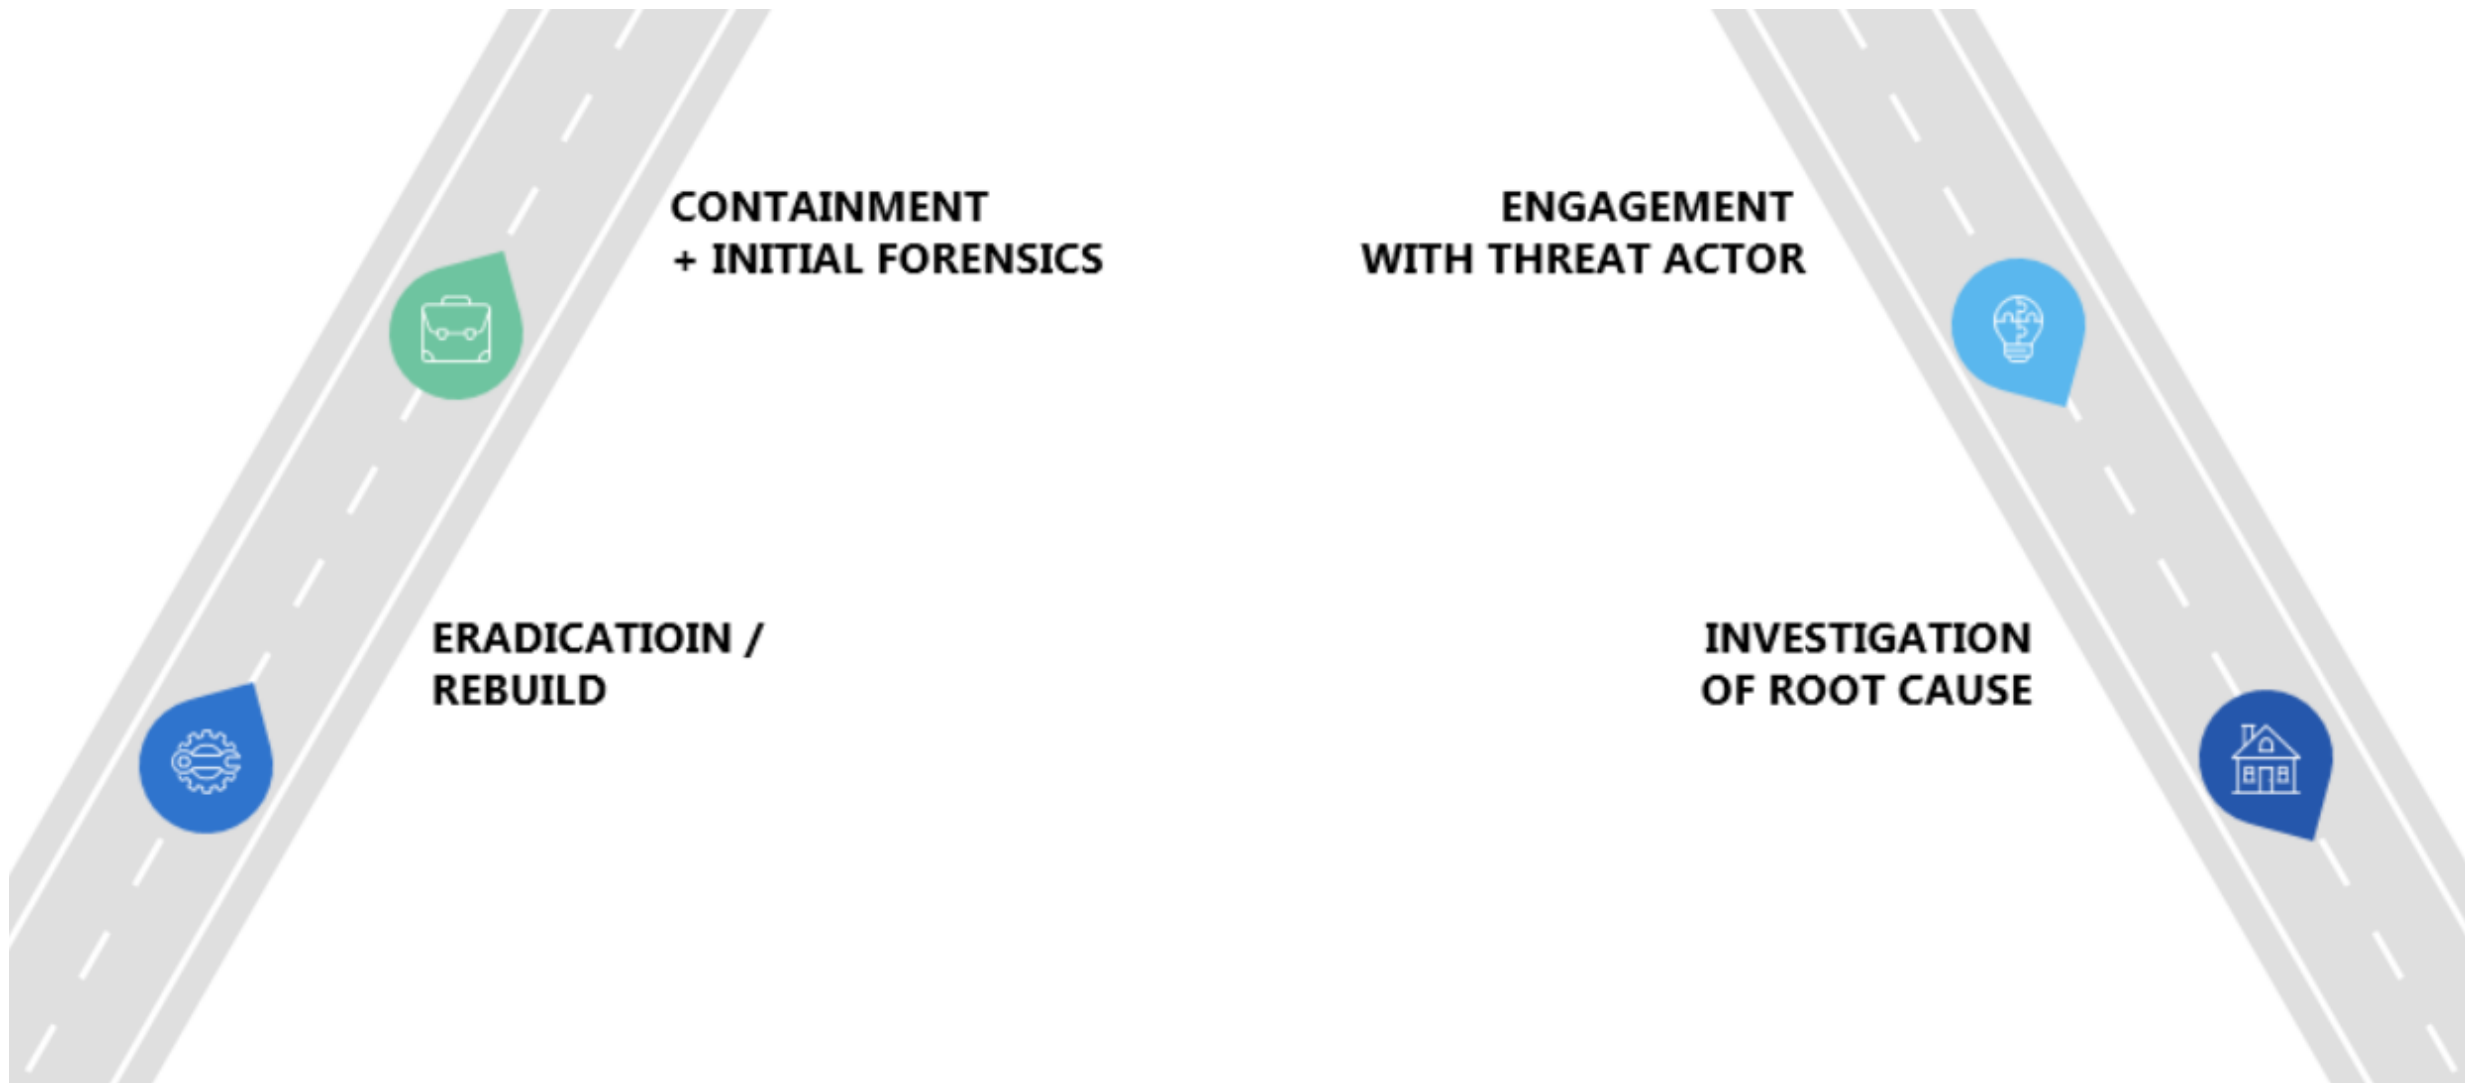 CONTAINMENT
+ INITIAL FORENSICS
ENGAGEMENT
WITH THREAT ACTOR
ERADICATIOIN /
REBUILD
INVESTIGATION
OF ROOT CAUSE